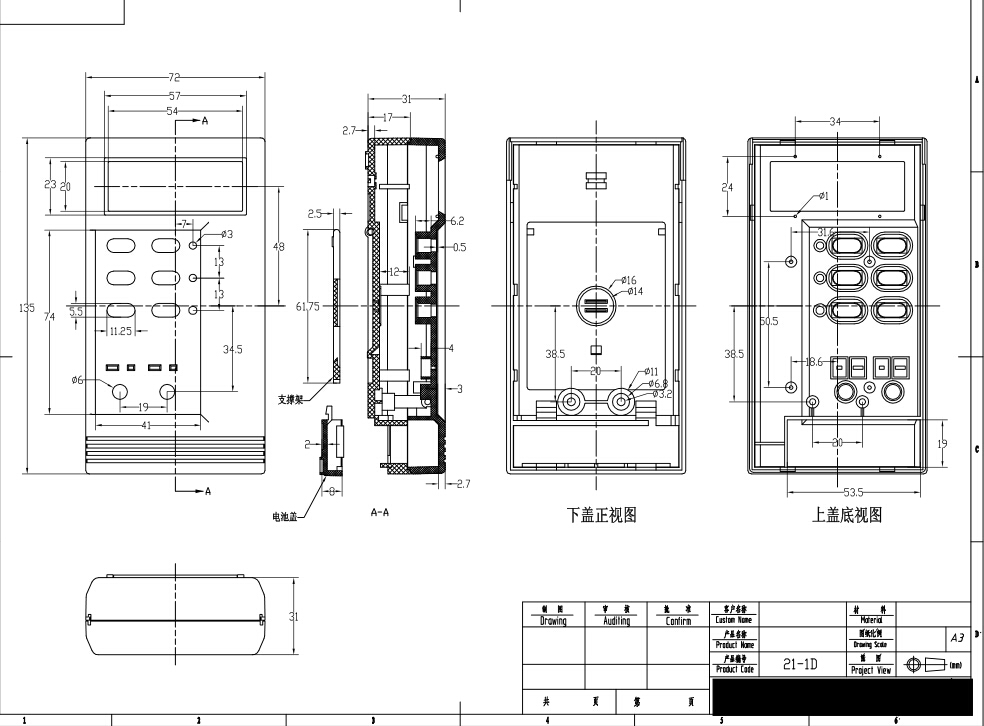 72
57
54
A
23
20
7
ø3
48
13
13
135
74
5.5
11.25
34.5
ø6
19
41
A
31
17
2.7
2.5
6.2
0.5
12
61.75
4
3
支撑架
2
8
电池盖
2.7
A-A
ø16
ø14
38.5
20
ø11
ø6.8
ø3.2
下盖正视图
34
24
ø1
31.6
50.5
38.5
18.6
20
19
53.5
上盖底视图
31
A
B
C
D
制 图
Drawing
审 核
Auditing
批 准
Confirm
客户名称
Custom Name
材 料
Material
产品名称
Product Name
图纸比例
Drawing Scale
A3
产品编号
Product Code
21-1D
Project View
(mm)
共 页 第 页
1 2 3 4 5 6